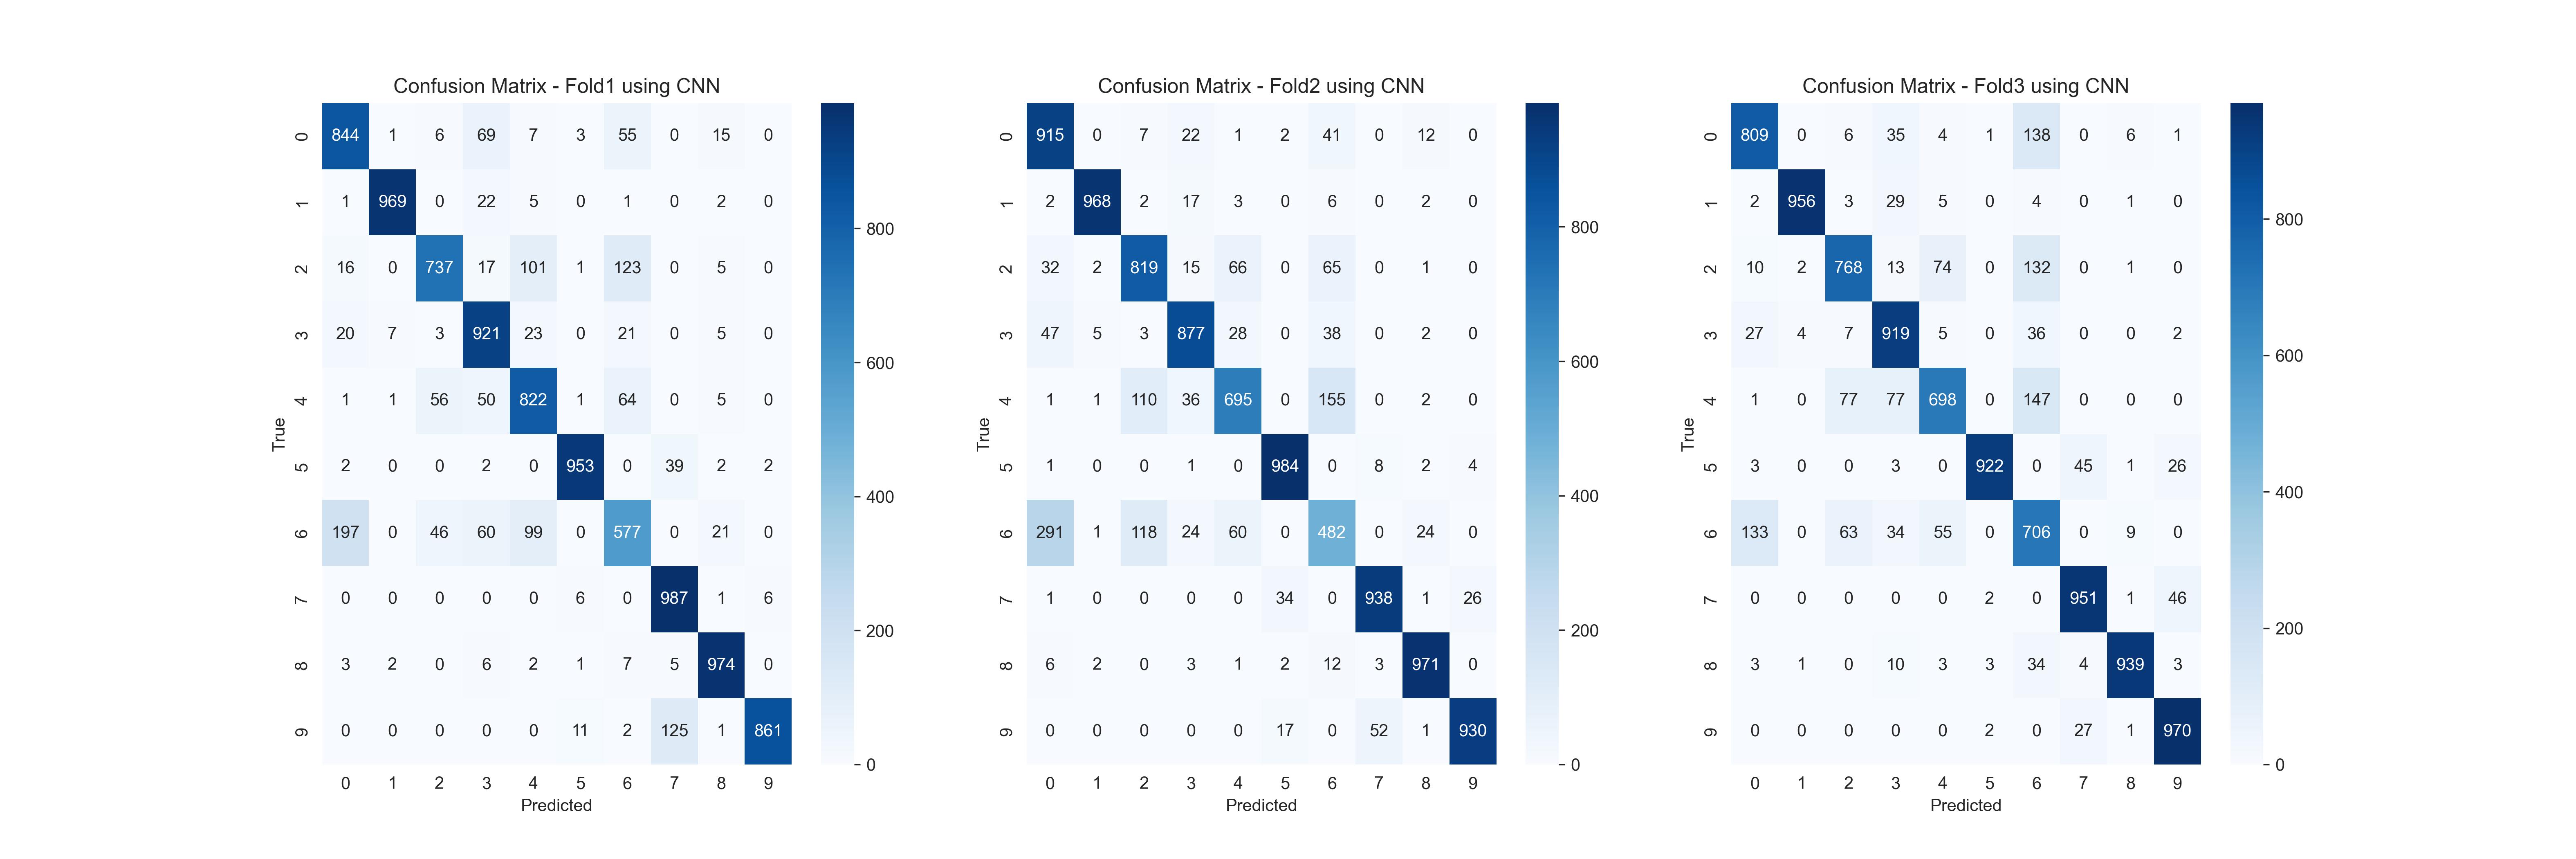 Confusion Matrix - Fold1 using CNN
0 844 1 6 69 7 3 55 0 15 0
1 1 969 0 22 5 0 1 0 2 0
800
2 16 0 737 17 101 1 123 0 5 0
3 20 7 3 921 23 0 21 0 5 0
600
4 1 1 56 50 822 1 64 0 5 0
True
5 2 0 0 2 0 953 0 39 2 2
400
6 197 0 46 60 99 0 577 0 21 0
7 0 0 0 0 0 6 0 987 1 6
200
8 3 2 0 6 2 1 7 5 974 0
9 0 0 0 0 0 11 2 125 1 861
0
0 1 2 3 4 5 6 7 8 9
Predicted
Confusion Matrix - Fold2 using CNN
0 915 0 7 22 1 2 41 0 12 0
1 2 968 2 17 3 0 6 0 2 0
800
2 32 2 819 15 66 0 65 0 1 0
3 47 5 3 877 28 0 38 0 2 0
600
4 1 1 110 36 695 0 155 0 2 0
True
5 1 0 0 1 0 984 0 8 2 4
400
6 291 1 118 24 60 0 482 0 24 0
7 1 0 0 0 0 34 0 938 1 26
200
8 6 2 0 3 1 2 12 3 971 0
9 0 0 0 0 0 17 0 52 1 930
0
0 1 2 3 4 5 6 7 8 9
Predicted
Confusion Matrix - Fold3 using CNN
0 809 0 6 35 4 1 138 0 6 1
1 2 956 3 29 5 0 4 0 1 0
800
2 10 2 768 13 74 0 132 0 1 0
3 27 4 7 919 5 0 36 0 0 2
600
4 1 0 77 77 698 0 147 0 0 0
True
5 3 0 0 3 0 922 0 45 1 26
400
6 133 0 63 34 55 0 706 0 9 0
7 0 0 0 0 0 2 0 951 1 46
200
8 3 1 0 10 3 3 34 4 939 3
9 0 0 0 0 0 2 0 27 1 970
0
0 1 2 3 4 5 6 7 8 9
Predicted